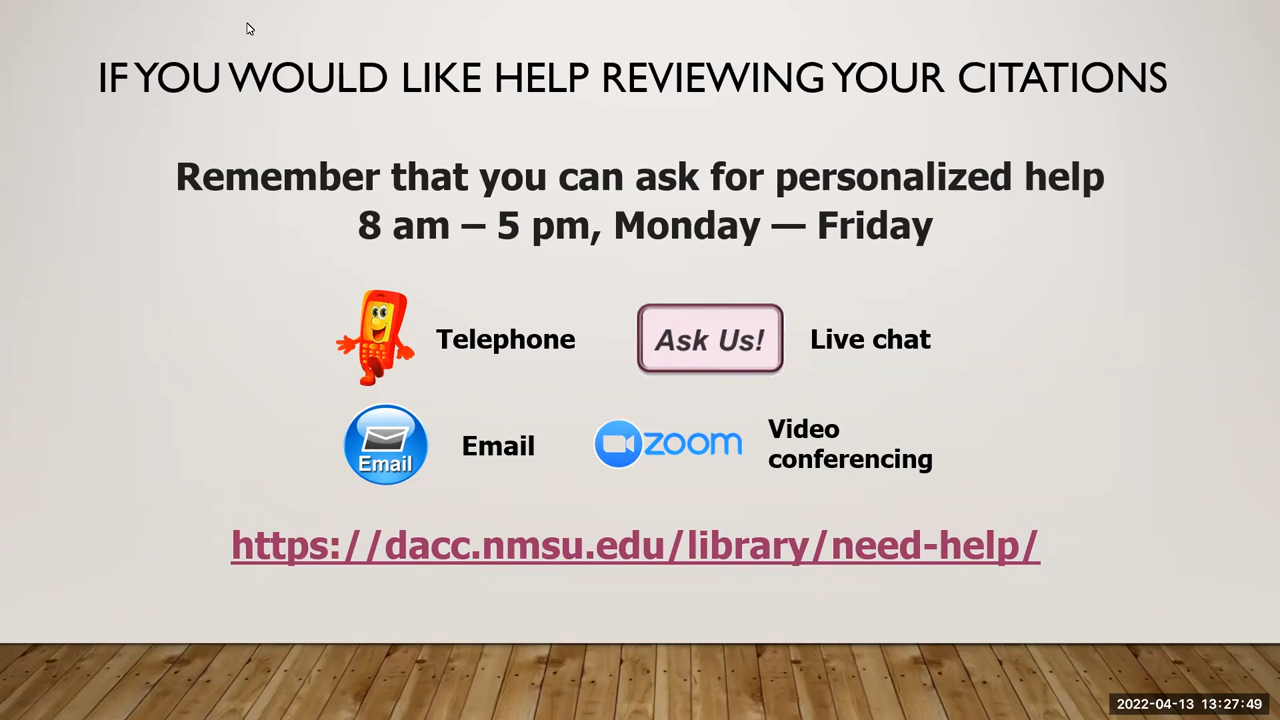 IF YOU WOULD LIKE HELP REVIEWING YOUR CITATIONS
Remember that you can ask for personalized help
8 am – 5 pm, Monday — Friday
Telephone
Ask Us!
Live chat
Email
Email
zoom
Video
conferencing
https://dacc.nmsu.edu/library/need-help/
2022-04-13 13:27:49